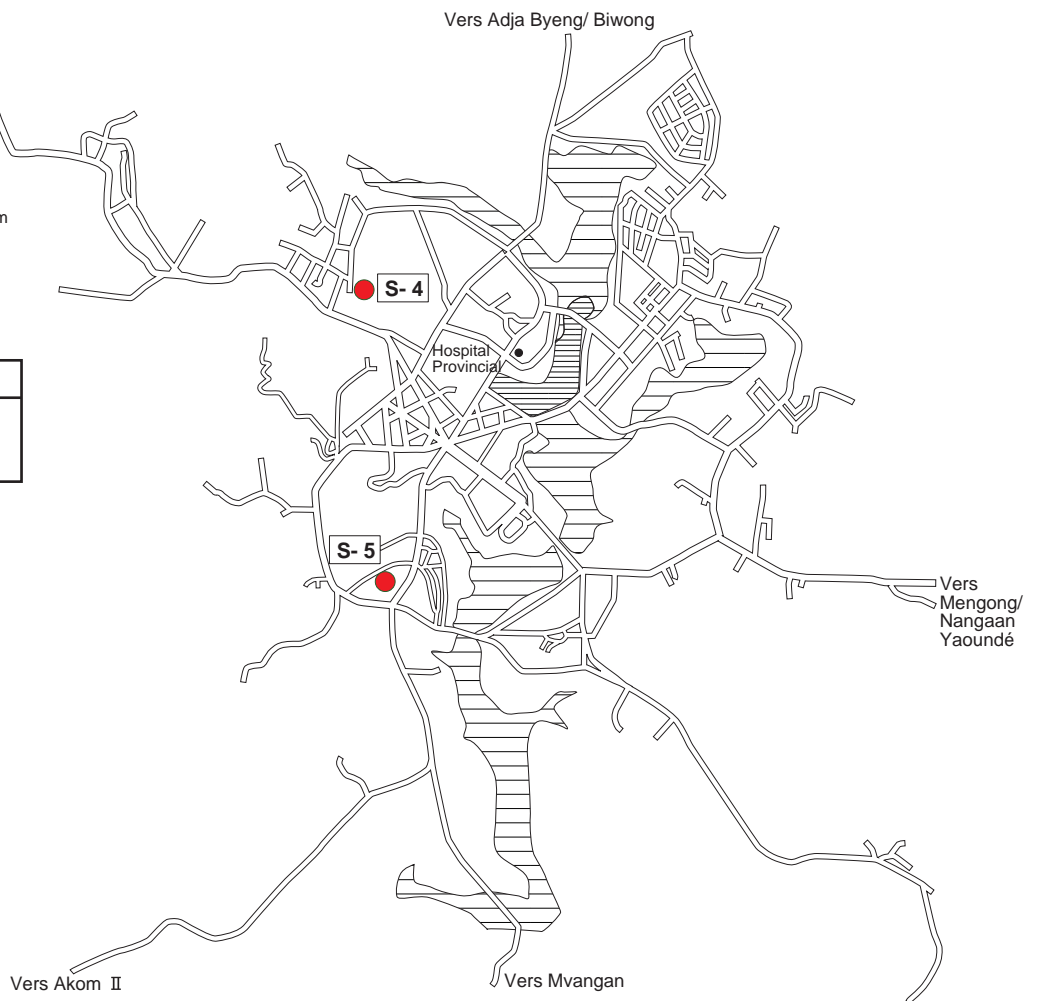 Vers Adja Byeng/ Biwong
m
S- 4
Hospital
Provincial
S- 5
Vers
Mengong/
Nangaan
Yaoundé
Vers Akom Ⅱ
Vers Mvangan